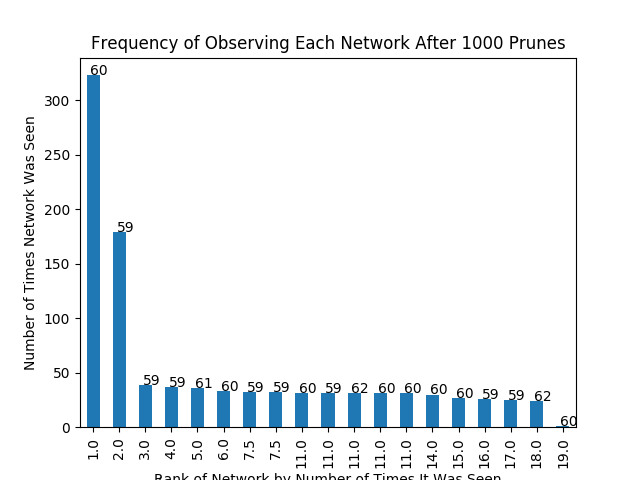 Frequency of Observing Each Network After 1000 Prunes
Number of Times Network Was Seen
300
250
200
150
100
50
0
60 59 59 59 61 60 59 59 60 59 62 60 60 60 60 59 59 62 60
1.0 2.0 3.0 4.0 5.0 6.0 7.5 7.5 11.0 11.0 11.0 11.0 11.0 14.0 15.0 16.0 17.0 18.0 19.0
Rank of Network by Number of Times It Was Seen